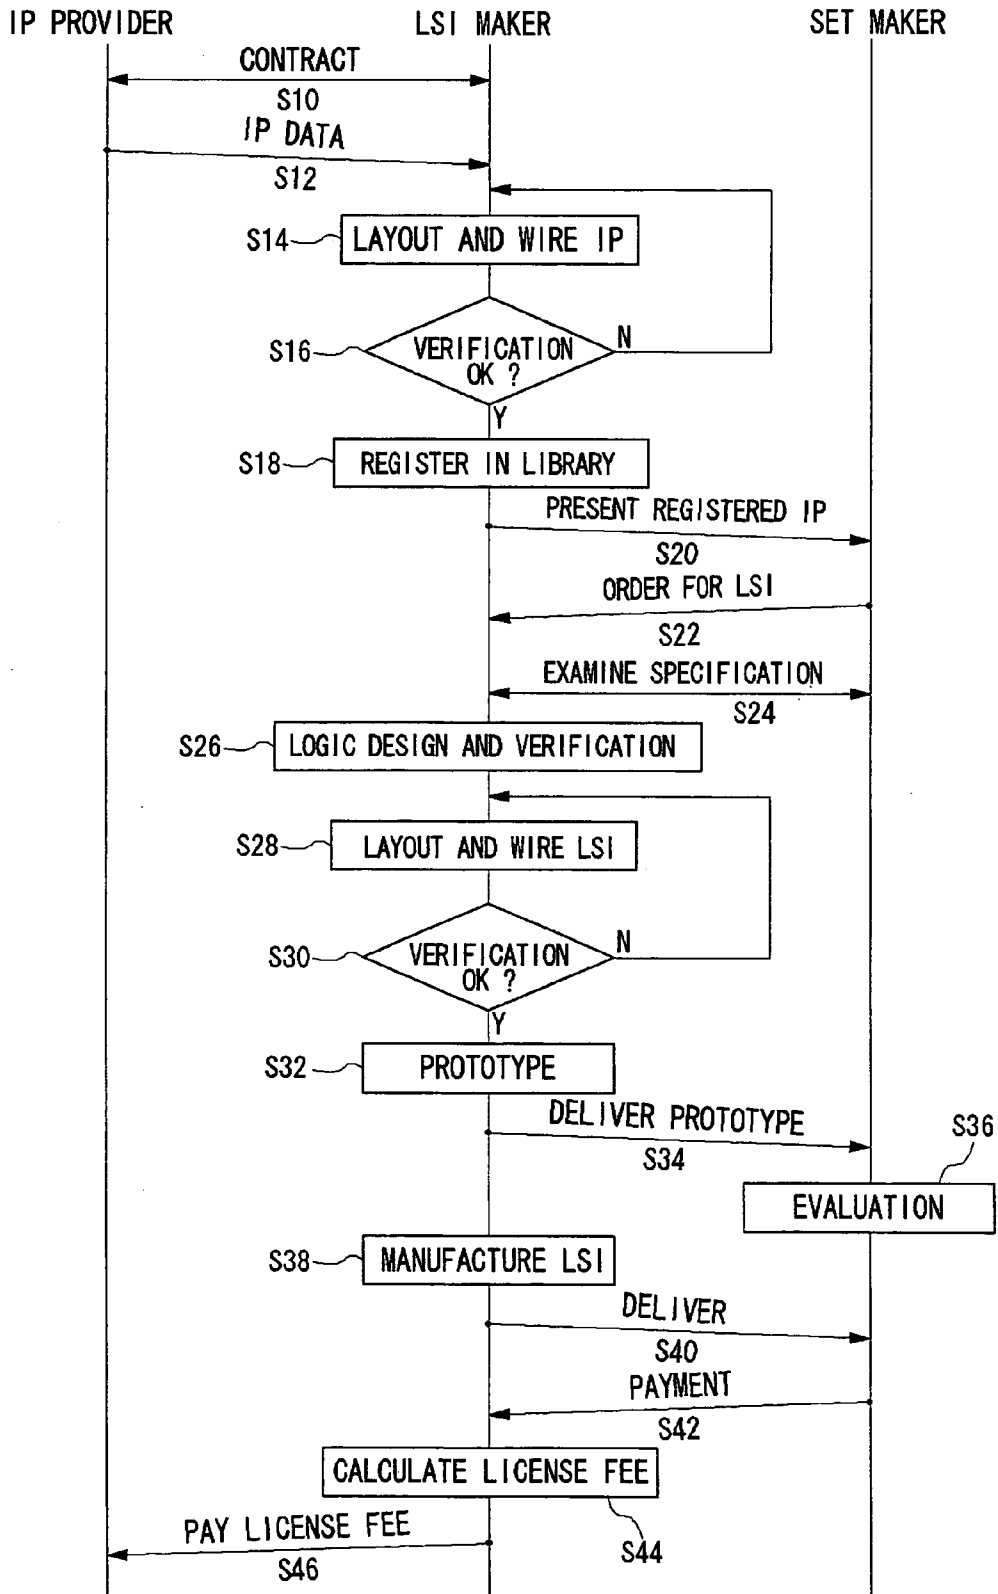 IP PROVIDER
LSI MAKER
SET MAKER
CONTRACT
S10
IP DATA
S12
S14
LAYOUT AND WIRE IP
S16
VERIFICATION
OK ?
N
Y
S18
REGISTER IN LIBRARY
PRESENT REGISTERED IP
S20
ORDER FOR LSI
S22
EXAMINE SPECIFICATION
S24
S26
LOGIC DESIGN AND VERIFICATION
S28
LAYOUT AND WIRE LSI
S30
VERIFICATION
OK ?
N
Y
S32
PROTOTYPE
DELIVER PROTOTYPE
S34
S36
EVALUATION
S38
MANUFACTURE LSI
DELIVER
S40
PAYMENT
S42
CALCULATE LICENSE FEE
S44
PAY LICENSE FEE
S46